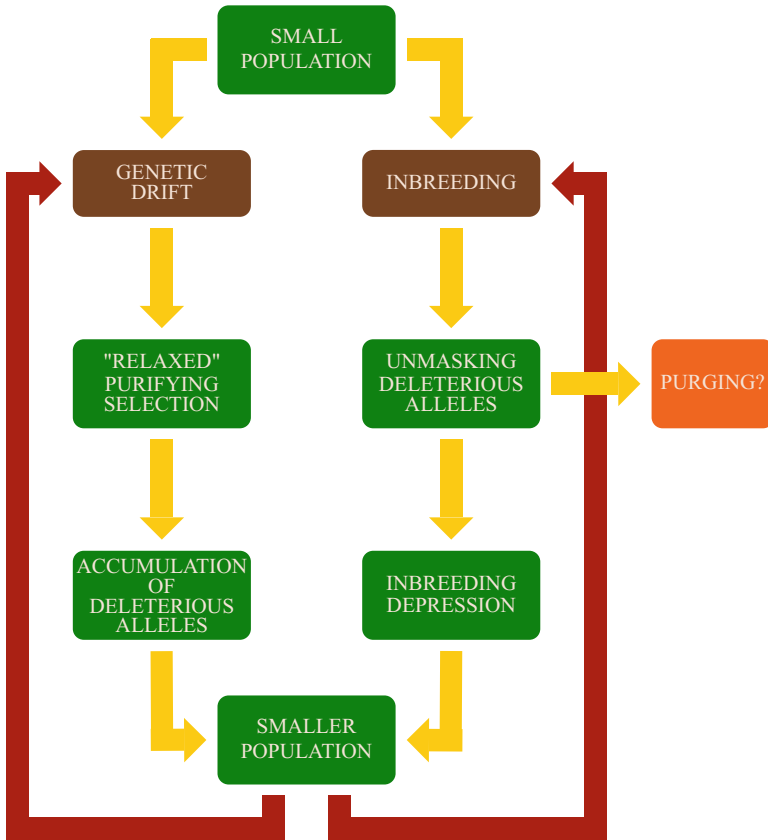 SMALL
POPULATION
GENETIC
DRIFT
INBREEDING
"RELAXED"
PURIFYING
SELECTION
UNMASKING
DELETERIOUS
ALLELES
PURGING?
ACCUMULATION
OF
DELETERIOUS
ALLELES
INBREEDING
DEPRESSION
SMALLER
POPULATION